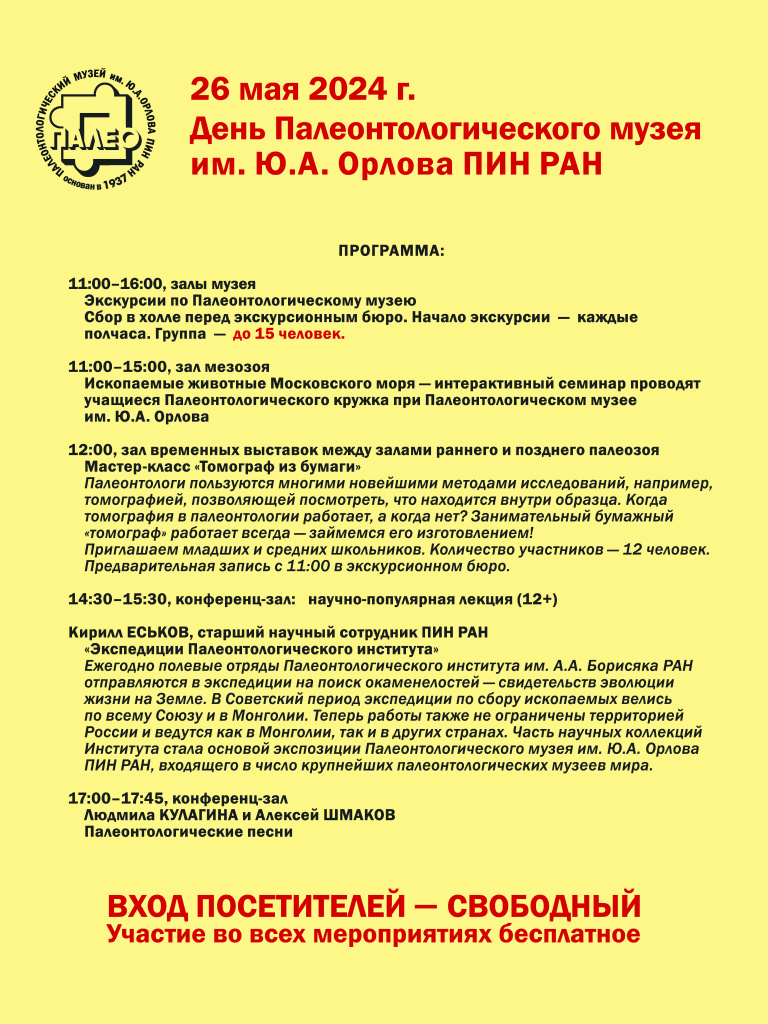 ПАЛЕОНТОЛОГИЧЕСКИЙ МУЗЕЙ им. Ю.А.ОРЛОВА ПИН РАН
ПАЛЕО
основан в 1937
26 мая 2024 г.
День Палеонтологического музея
им. Ю.А. Орлова ПИН РАН
ПРОГРАММА:
11:00–16:00, залы музея
Экскурсии по Палеонтологическому музею
Сбор в холле перед экскурсионным бюро. Начало экскурсии — каждые
полчаса. Группа — до 15 человек.
11:00–15:00, зал мезозоя
Ископаемые животные Московского моря — интерактивный семинар проводят
учащиеся Палеонтологического кружка при Палеонтологическом музее
им. Ю.А. Орлова
12:00, зал временных выставок между залами раннего и позднего палеозоя
Мастер-класс «Томограф из бумаги»
Палеонтологи пользуются многими новейшими методами исследований, например,
томографией, позволяющей посмотреть, что находится внутри образца. Когда
томография в палеонтологии работает, а когда нет? Занимательный бумажный
«томограф» работает всегда — займемся его изготовлением!
Приглашаем младших и средних школьников. Количество участников — 12 человек.
Предварительная запись с 11:00 в экскурсионном бюро.
14:30–15:30, конференц-зал: научно-популярная лекция (12+)
Кирилл ЕСЬКОВ, старший научный сотрудник ПИН РАН
«Экспедиции Палеонтологического института»
Ежегодно полевые отряды Палеонтологического института им. А.А. Борисяка РАН
отправляются в экспедиции на поиск окаменелостей — свидетельств эволюции
жизни на Земле. В Советский период экспедиции по сбору ископаемых велись
по всему Союзу и в Монголии. Теперь работы также не ограничены территорией
России и ведутся как в Монголии, так и в других странах. Часть научных коллекций
Института стала основой экспозиции Палеонтологического музея им. Ю.А. Орлова
ПИН РАН, входящего в число крупнейших палеонтологических музеев мира.
17:00–17:45, конференц-зал
Людмила КУЛАГИНА и Алексей ШМАКОВ
Палеонтологические песни
ВХОД ПОСЕТИТЕЛЕЙ — СВОБОДНЫЙ
Участие во всех мероприятиях бесплатное